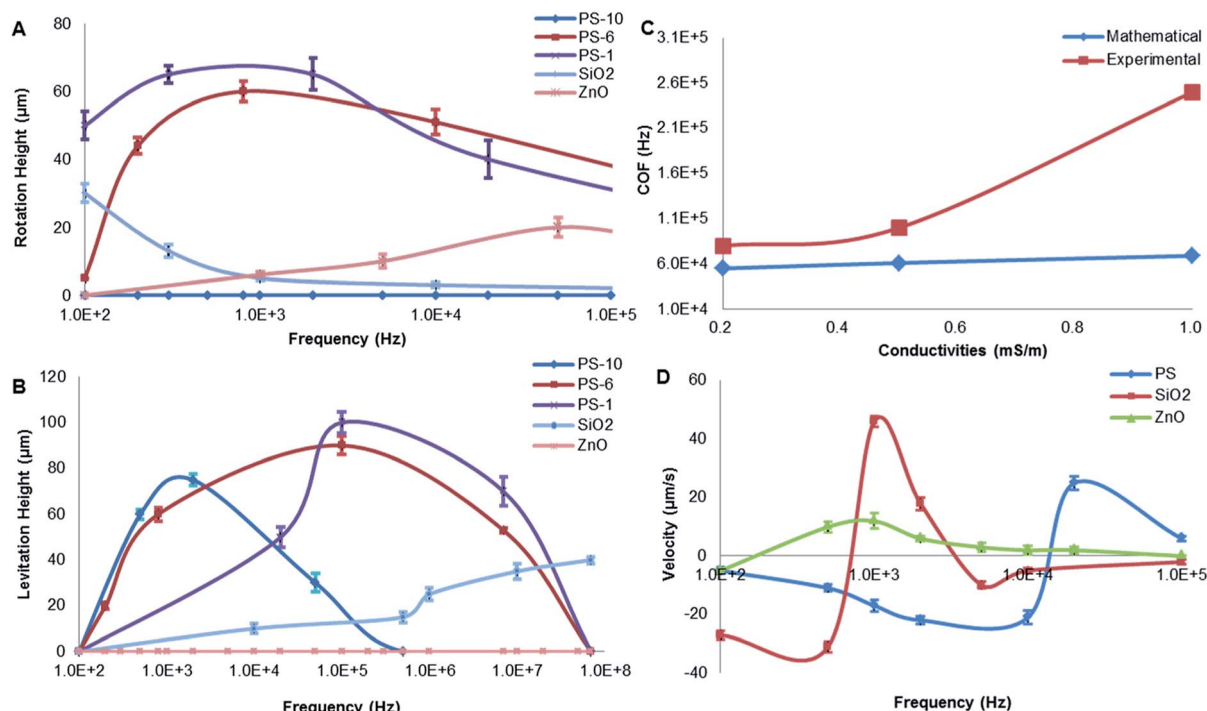 A
80
60
40
20
0
Rotation Height (µm)
1.0E+2
1.0E+3
1.0E+4
1.0E+5
Frequency (Hz)
PS-10
PS-6
PS-1
SiO2
ZnO
C
3.1E+5
2.6E+5
2.1E+5
1.6E+5
1.1E+5
6.0E+4
1.0E+4
COF (Hz)
0.2
0.4
0.6
0.8
1.0
Conductivities (mS/m)
Mathematical
Experimental
B
120
100
80
60
40
20
0
Levitation Height (µm)
1.0E+2
1.0E+3
1.0E+4
1.0E+5
1.0E+6
1.0E+7
1.0E+8
Frequency (Hz)
PS-10
PS-6
PS-1
SiO2
ZnO
D
60
40
20
0
-20
-40
Velocity (µm/s)
1.0E+2
1.0E+3
1.0E+4
1.0E+5
Frequency (Hz)
PS
SiO2
ZnO